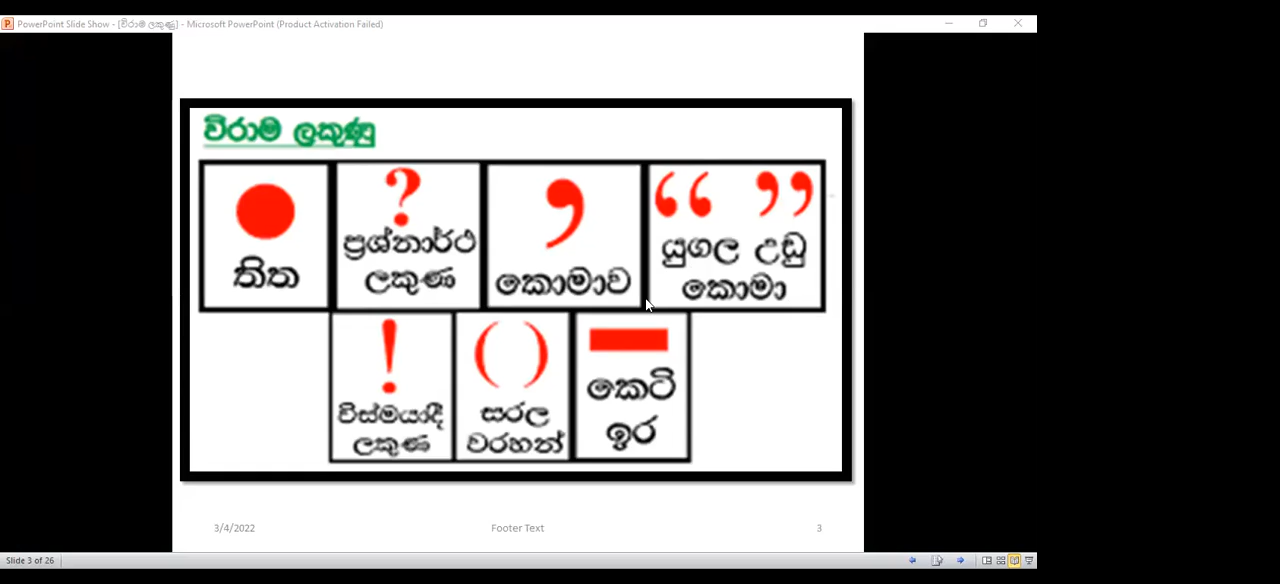 PowerPoint Slide Show - [විරාම ලකුණු] - Microsoft PowerPoint (Product Activation Failed)
විරාම ලකුණු
? , “ ”
ප්‍රශ්නාර්ථ යුගල උඩු
තිත ලකුණ කොමාව කොමා
! ( ) -
විස්මයාදී සරල කෙටි
ලකුණ වරහන් ඉර
3/4/2022 Footer Text 3
Slide 3 of 26